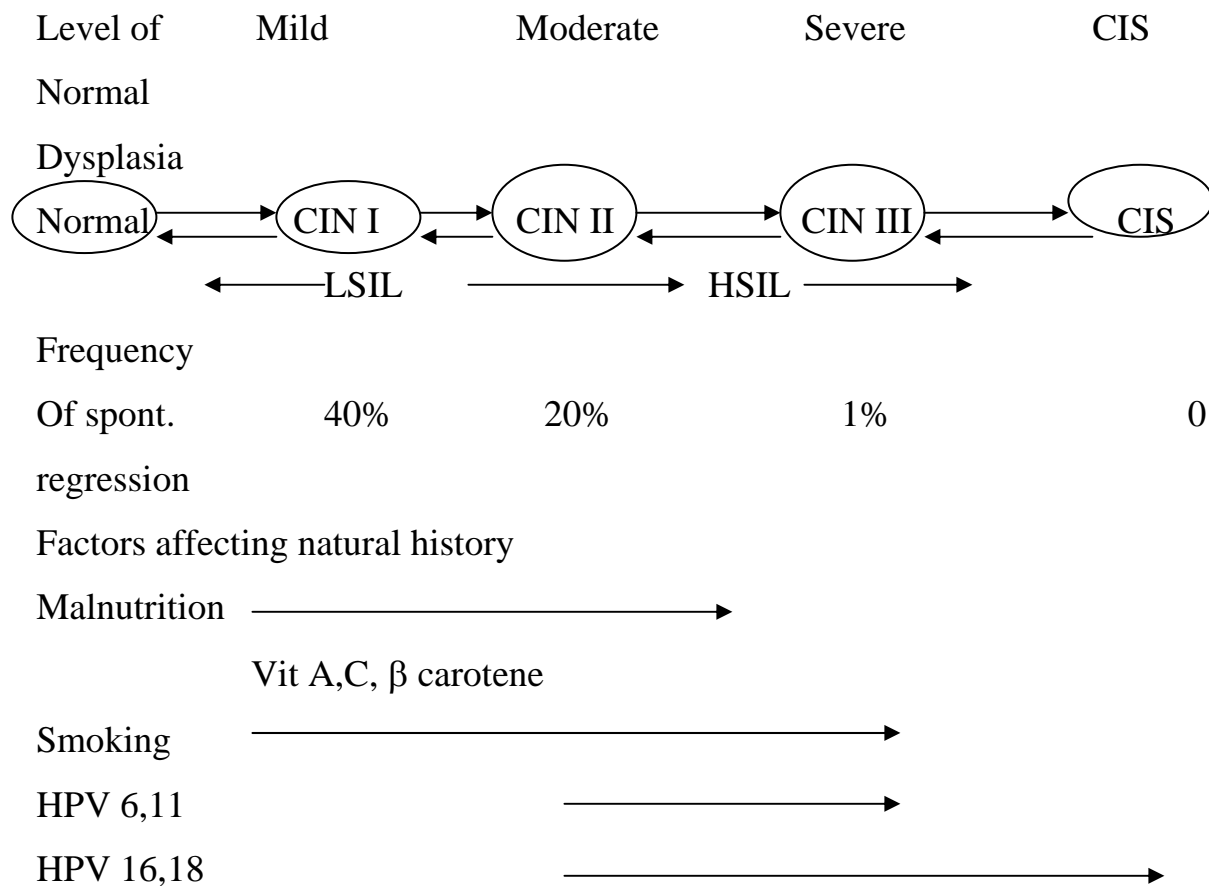 Level of Mild Moderate Severe CIS
Normal
Dysplasia
Normal CIN I CIN II CIN III CIS
LSIL HSIL
Frequency
Of spont. 40% 20% 1% 0
regression
Factors affecting natural history
Malnutrition
Vit A,C, β carotene
Smoking
HPV 6,11
HPV 16,18